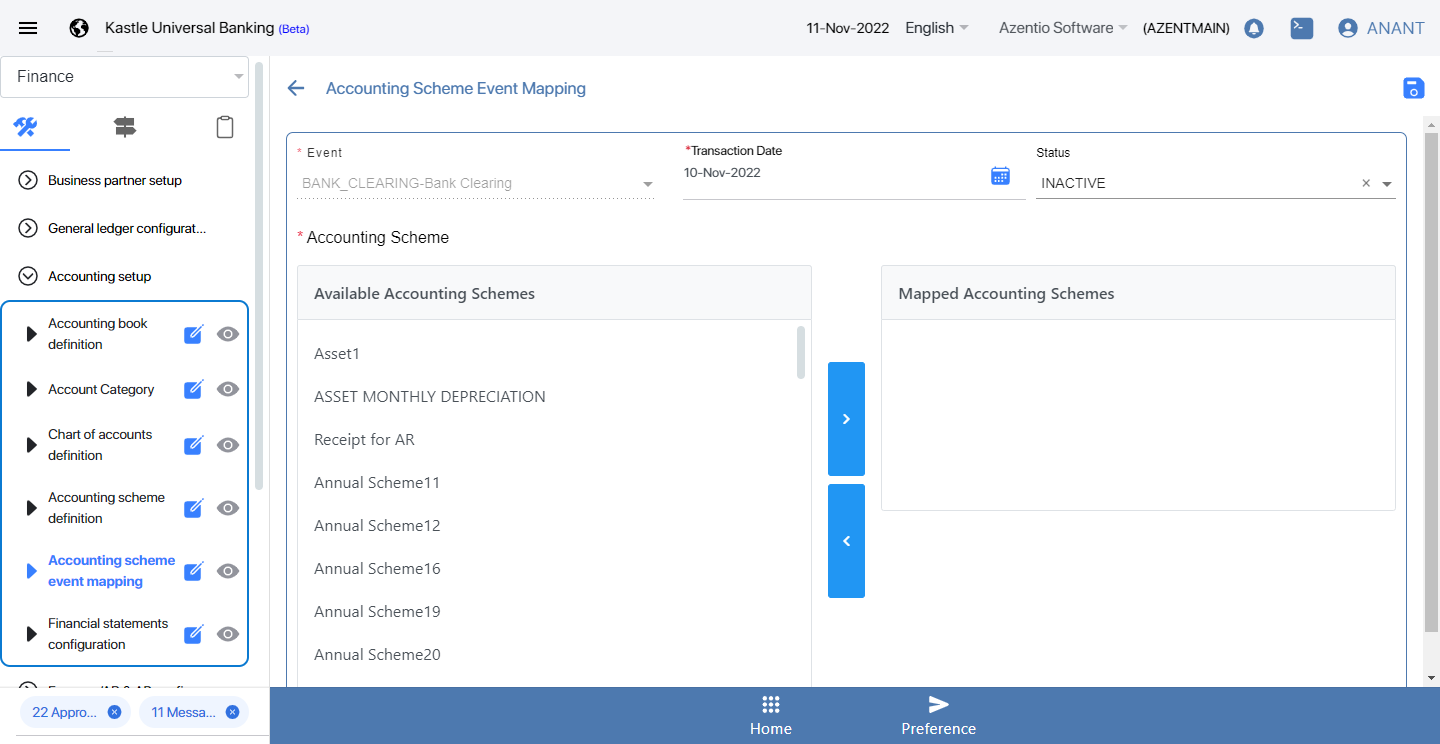 Kastle Universal Banking (Beta)
11-Nov-2022
English
Azentio Software
(AZENTMAIN)
ANANT
Finance
Business partner setup
General ledger configurat...
Accounting setup
Accounting book
definition
Account Category
Chart of accounts
definition
Accounting scheme
definition
Accounting scheme
event mapping
Financial statements
configuration
22 Appro...
11 Messa...
Accounting Scheme Event Mapping
* Event
BANK_CLEARING-Bank Clearing
*Transaction Date
10-Nov-2022
Status
INACTIVE
* Accounting Scheme
Available Accounting Schemes
Asset1
ASSET MONTHLY DEPRECIATION
Receipt for AR
Annual Scheme11
Annual Scheme12
Annual Scheme16
Annual Scheme19
Annual Scheme20
Mapped Accounting Schemes
Home
Preference